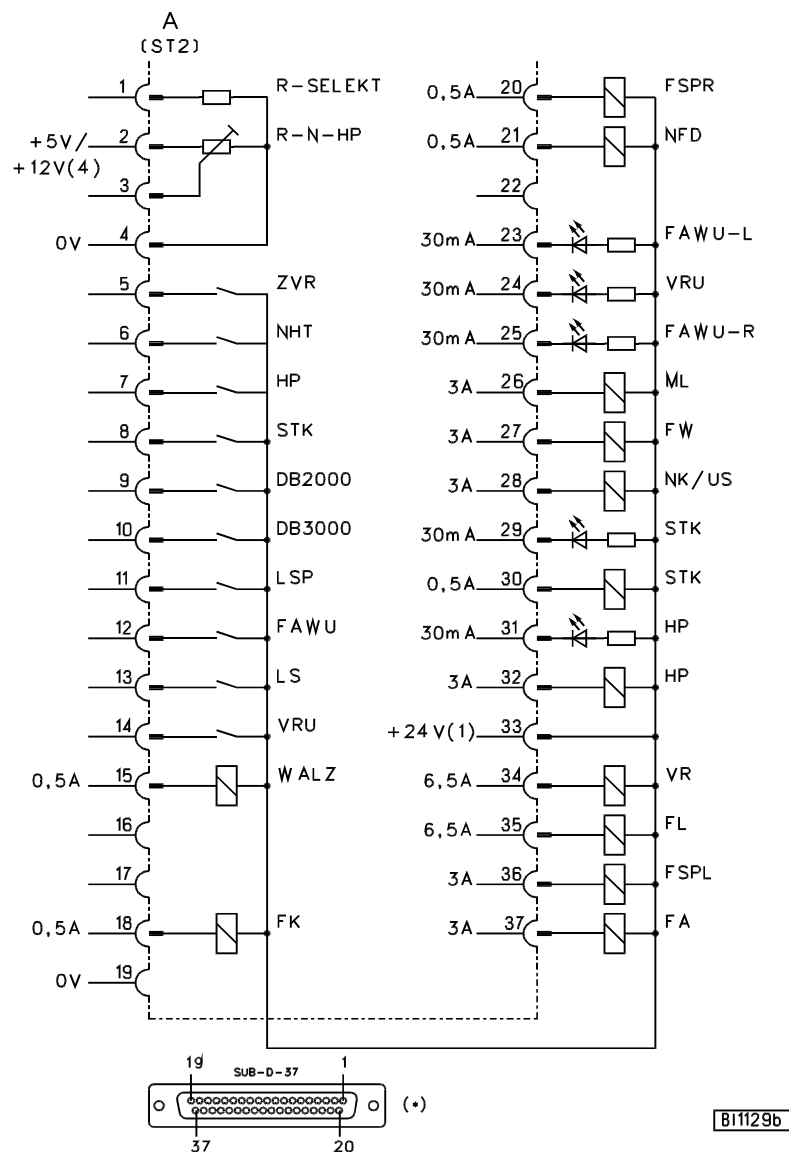 A
(ST2)
1 R-SELEKT
+5V/ 2 R-N-HP
+12V(4)
3
0V 4
5 ZVR
6 NHT
7 HP
8 STK
9 DB2000
10 DB3000
11 LSP
12 FAWU
13 LS
14 VRU
0,5A 15 WALZ
16
17
0,5A 18 FK
0V 19
0,5A 20 FSPR
0,5A 21 NFD
22
30mA 23 FAWU-L
30mA 24 VRU
30mA 25 FAWU-R
3A 26 ML
3A 27 FW
3A 28 NK/US
30mA 29 STK
0,5A 30 STK
30mA 31 HP
3A 32 HP
+24V(1) 33
6,5A 34 VR
6,5A 35 FL
3A 36 FSPL
3A 37 FA
19 SUB-D-37 1
(*)
37 20
BI1129b